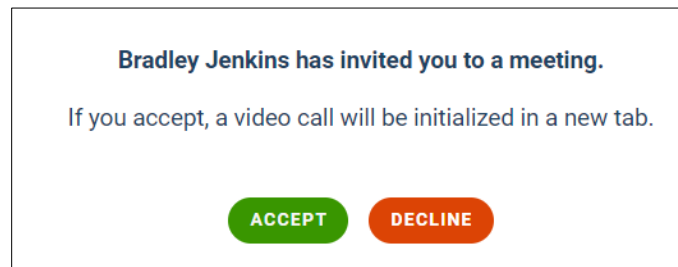 Bradley Jenkins has invited you to a meeting.
If you accept, a video call will be initialized in a new tab.
ACCEPT DECLINE